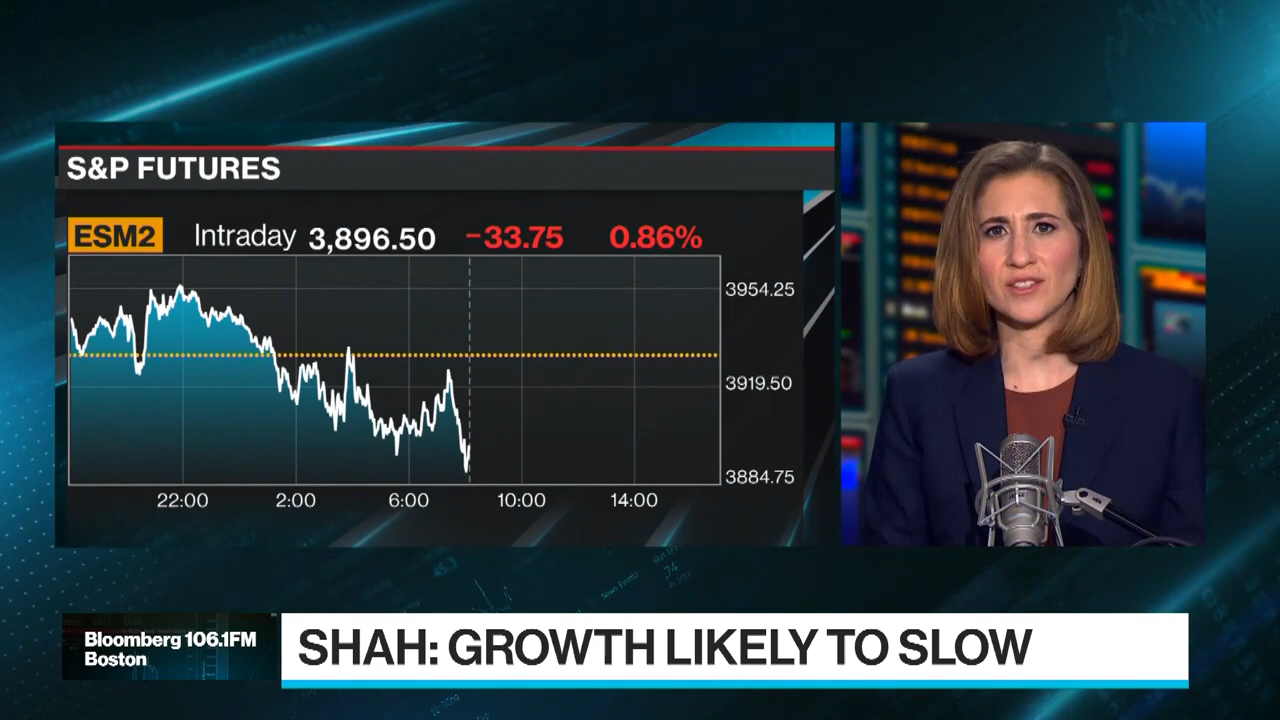 S&P FUTURES
ESM2 Intraday 3,896.50 −33.75 0.86%
3954.25
3919.50
3884.75
22:00 2:00 6:00 10:00 14:00
Bloomberg 106.1FM
Boston
SHAH: GROWTH LIKELY TO SLOW